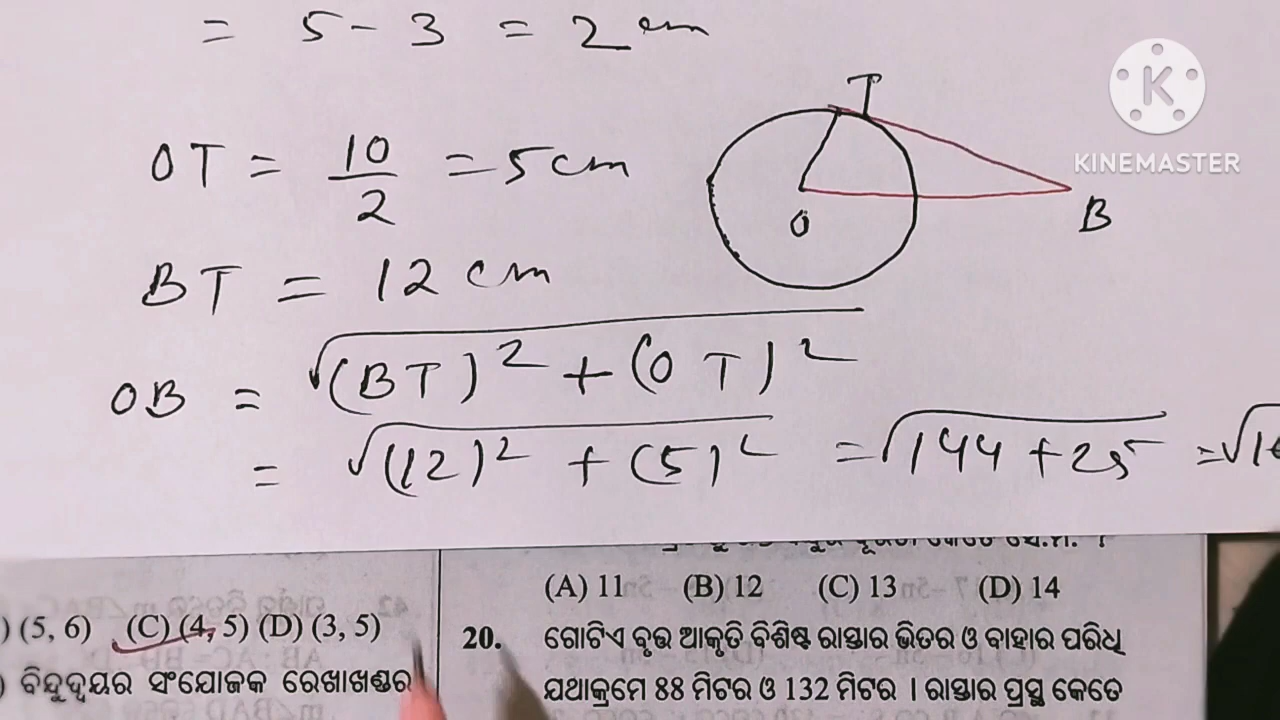 = 5 - 3 = 2 cm
T
KINEMASTER
OT = 10/2 = 5 cm
O
B
BT = 12 cm
OB = √(BT)² + (OT)²
= √(12)² + (5)² = √144 + 25 = √1
(A) 11 (B) 12 (C) 13 (D) 14
) (5, 6) (C) (4, 5) (D) (3, 5)
20. ଗୋଟିଏ ବୃତ୍ତ ଆକୃତି ବିଶିଷ୍ଟ ରାସ୍ତାର ଭିତର ଓ ବାହାର ପରିଧି
) ବିନ୍ଦୁଦ୍ୱୟର ସଂଯୋଜକ ରେଖାଖଣ୍ଡର
ଯଥାକ୍ରମେ 88 ମିଟର ଓ 132 ମିଟର । ରାସ୍ତାର ପ୍ରସ୍ଥ କେତେ